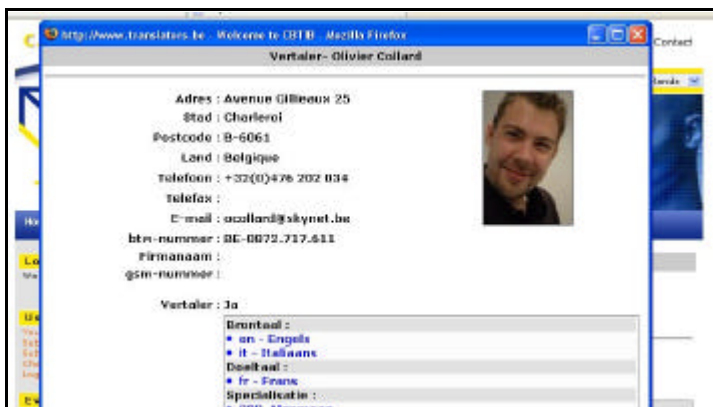 http://www.translators.be - Welcome to CBTIB - Mozilla Firefox
Contact
Vertaler- Olivier Collard
Adres : Avenue Gillieaux 25
Stad : Charleroi
Postcode : B-6061
Land : Belgique
Telefoon : +32(0)476 202 034
Telefax :
E-mail : ocollard@skynet.be
btw-nummer : BE-0872.717.611
Firmanaam :
gsm-nummer :
Vertaler : Ja
Brontaal :
• en - Engels
• it - Italiaans
Doeltaal :
• fr - Frans
Specialisatie :